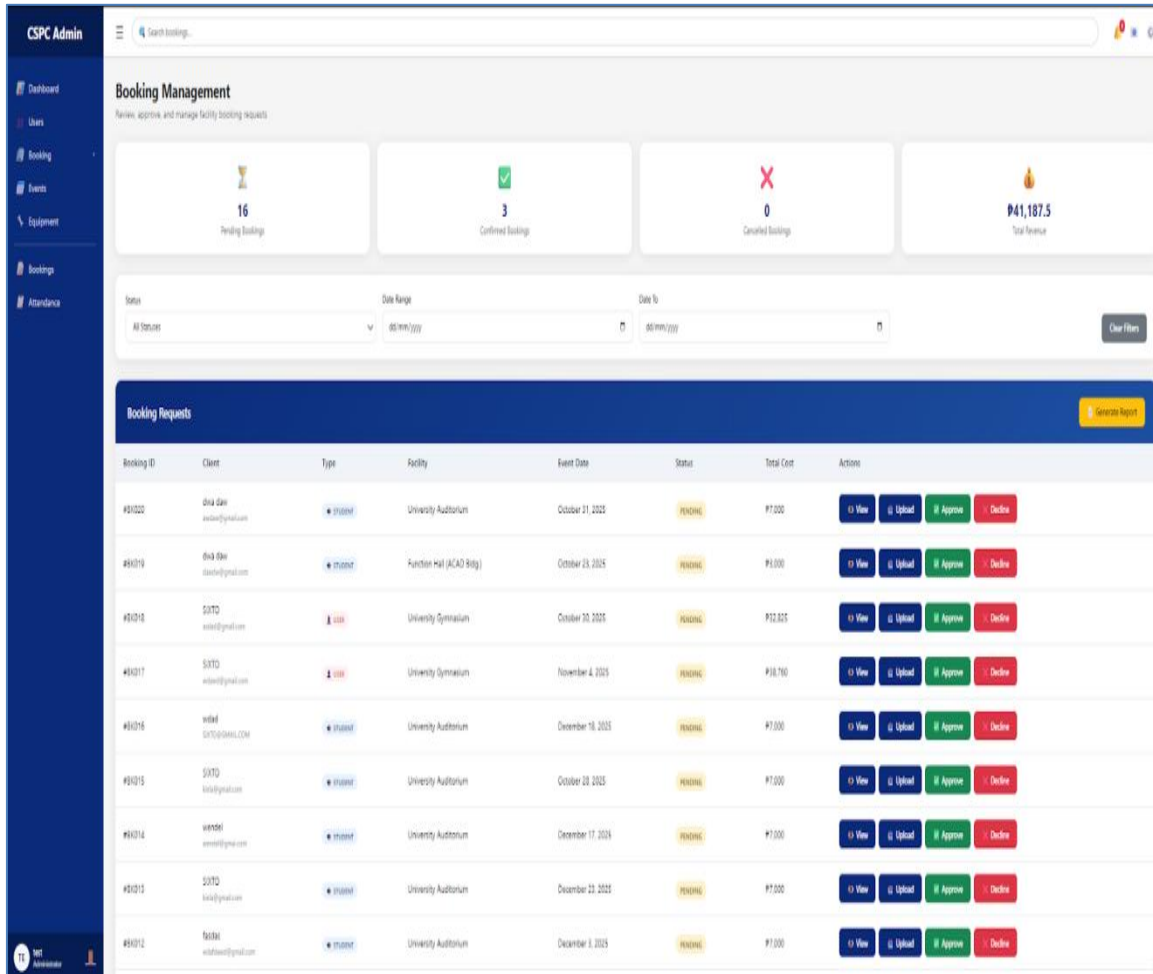 CSPC Admin
Search bookings...
Dashboard
Users
Booking
Events
Equipment
Bookings
Attendance
TE test
Administrator
Booking Management
Review, approve, and manage facility booking requests
16
Pending Bookings
3
Confirmed Bookings
0
Cancelled Bookings
₱41,187.5
Total Revenue
Status Date Range Date To
All Statuses dd/mm/yyyy dd/mm/yyyy Clear Filters
Booking Requests Generate Report
Booking ID Client Type Facility Event Date Status Total Cost Actions
#BK020 dwa daw STUDENT University Auditorium October 31, 2025 PENDING ₱7,000 View Upload Approve Decline
#BK019 dwa daw STUDENT Function Hall (ACAD Bldg.) October 23, 2025 PENDING ₱3,000 View Upload Approve Decline
#BK018 SIXTO USER University Gymnasium October 30, 2025 PENDING View Upload Approve Decline
#BK017 SIXTO USER University Gymnasium November 4, 2025 PENDING ₱38,760 View Upload Approve Decline
#BK016 wdad STUDENT University Auditorium December 18, 2025 PENDING ₱7,000 View Upload Approve Decline
SIXTO@GMAIL.COM
#BK015 SIXTO STUDENT University Auditorium October 28, 2025 PENDING ₱7,000 View Upload Approve Decline
#BK014 wendel STUDENT University Auditorium December 17, 2025 PENDING ₱7,000 View Upload Approve Decline
#BK013 SIXTO STUDENT University Auditorium December 23, 2025 PENDING ₱7,000 View Upload Approve Decline
#BK012 STUDENT University Auditorium December 3, 2025 PENDING ₱7,000 View Upload Approve Decline